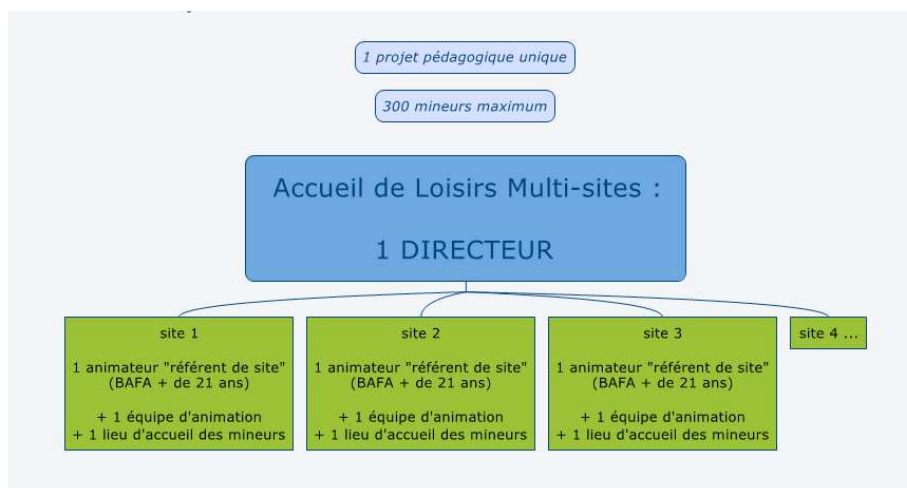 1 projet pédagogique unique
300 mineurs maximum
Accueil de Loisirs Multi-sites :
1 DIRECTEUR
site 1
1 animateur "référent de site"
(BAFA + de 21 ans)
+ 1 équipe d'animation
+ 1 lieu d'accueil des mineurs
site 2
1 animateur "référent de site"
(BAFA + de 21 ans)
+ 1 équipe d'animation
+ 1 lieu d'accueil des mineurs
site 3
1 animateur "référent de site"
(BAFA + de 21 ans)
+ 1 équipe d'animation
+ 1 lieu d'accueil des mineurs
site 4 ...